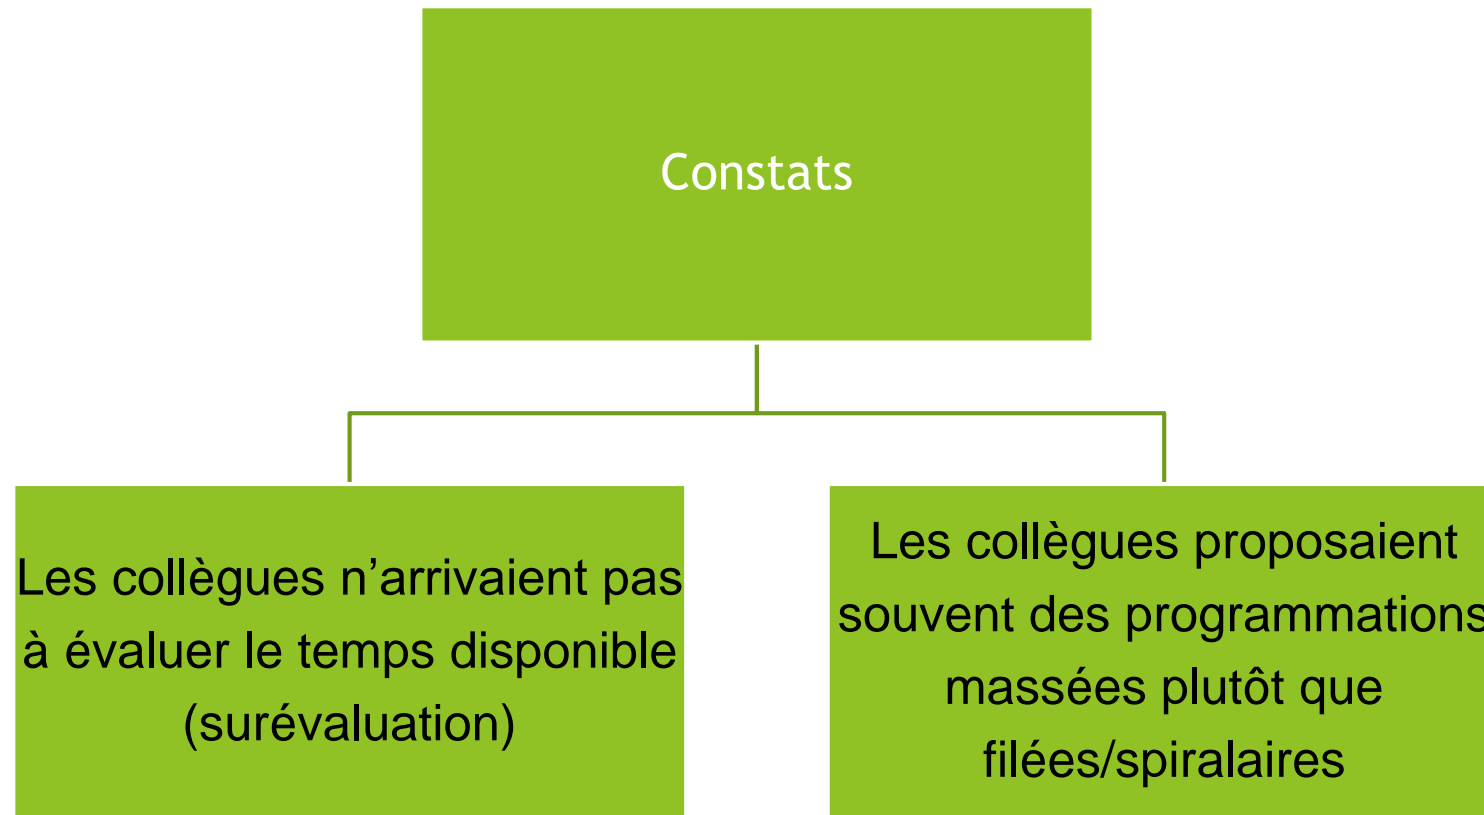 Constats
Les collègues n’arrivaient pas
à évaluer le temps disponible
(surévaluation)
Les collègues proposaient
souvent des programmations
massées plutôt que
filées/spiralaires